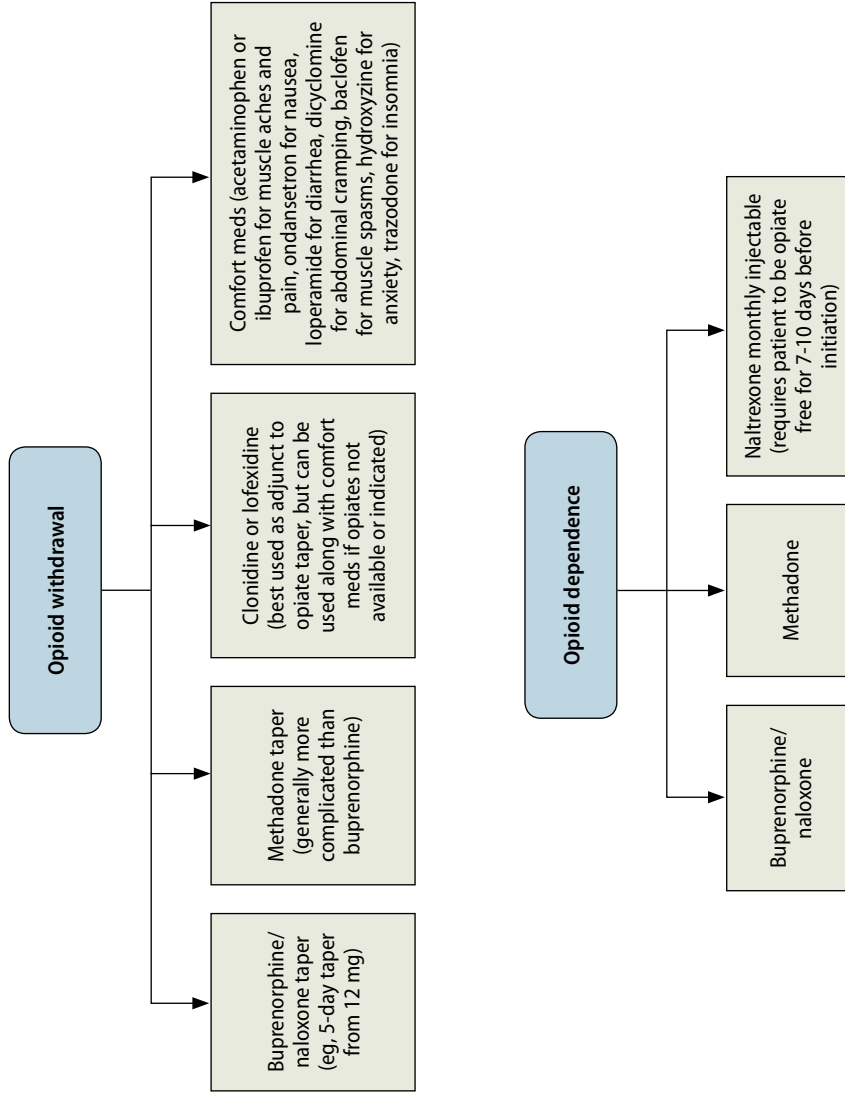 Opioid withdrawal
Buprenorphine/
naloxone taper
(eg, 5-day taper
from 12 mg)
Methadone taper
(generally more
complicated than
buprenorphine)
Clonidine or lofexidine
(best used as adjunct to
opiate taper, but can be
used along with comfort
meds if opiates not
available or indicated)
Comfort meds (acetaminophen or
ibuprofen for muscle aches and
pain, ondansetron for nausea,
loperamide for diarrhea, dicyclomine
for abdominal cramping, baclofen
for muscle spasms, hydroxyzine for
anxiety, trazodone for insomnia)
Opioid dependence
Buprenorphine/
naloxone
Methadone
Naltrexone monthly injectable
(requires patient to be opiate
free for 7-10 days before
initiation)